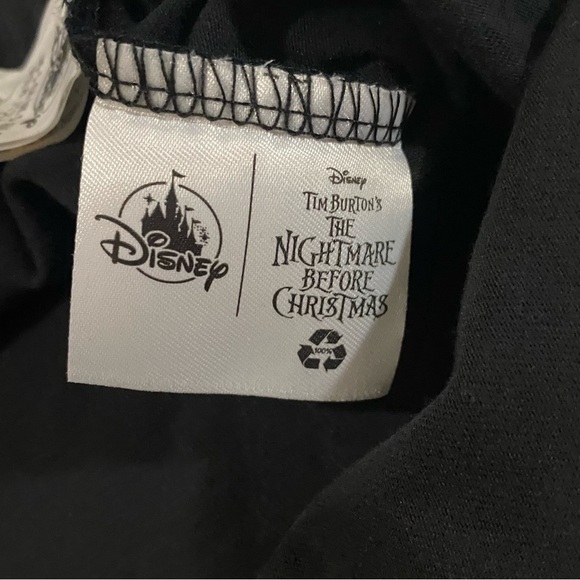 Disney
Disney
Tim Burton's
The
Nightmare
Before
Christmas
100%